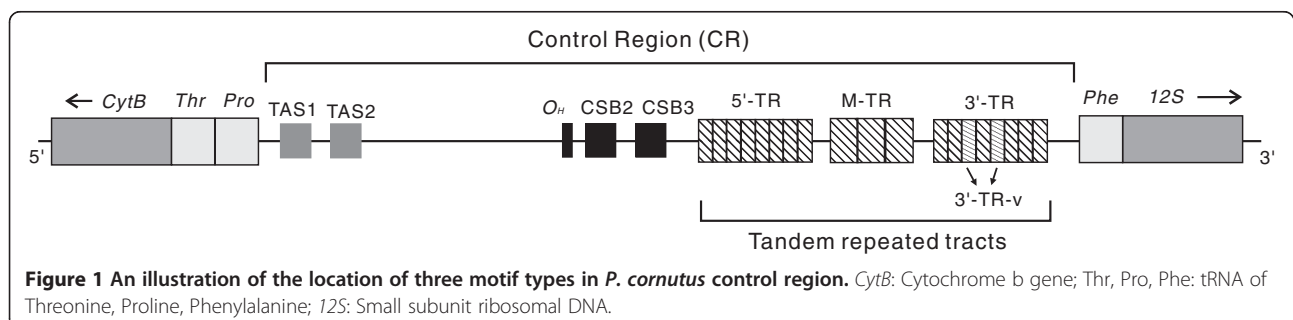 Control Region (CR)
← CytB Thr Pro TAS1 TAS2 OH CSB2 CSB3 5'-TR M-TR 3'-TR Phe 12S →
5' 3'
3'-TR-v
Tandem repeated tracts
Figure 1 An illustration of the location of three motif types in P. cornutus control region. CytB: Cytochrome b gene; Thr, Pro, Phe: tRNA of
Threonine, Proline, Phenylalanine; 12S: Small subunit ribosomal DNA.